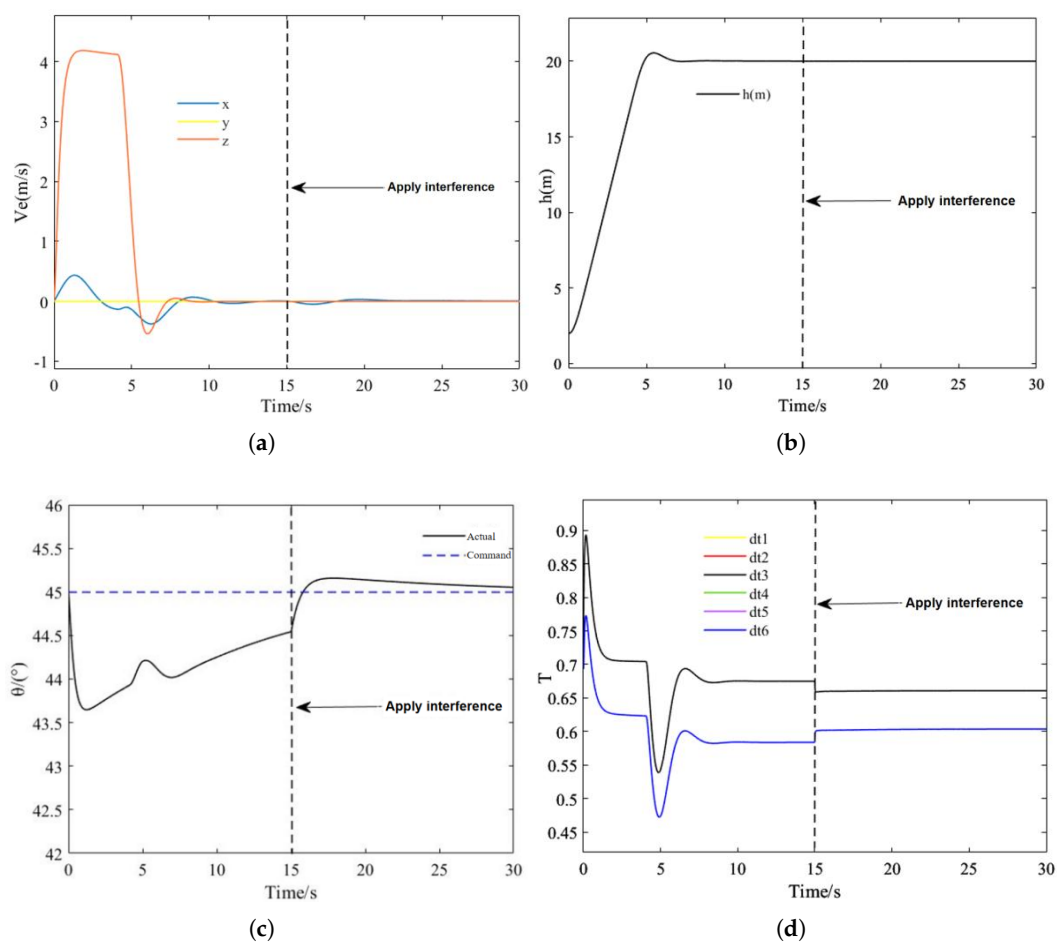 4
3
2
1
0
-1
Ve(m/s)
x
y
z
Apply interference
0 5 10 15 20 25 30
Time/s
(a)
20
15
10
5
0
h(m)
h(m)
Apply interference
0 5 10 15 20 25 30
Time/s
(b)
46
45.5
45
44.5
44
43.5
43
42.5
42
θ/(°)
Actual
Command
Apply interference
0 5 10 15 20 25 30
Time/s
(c)
0.9
0.85
0.8
0.75
0.7
0.65
0.6
0.55
0.5
0.45
T
dt1
dt2
dt3
dt4
dt5
dt6
Apply interference
0 5 10 15 20 25 30
Time/s
(d)